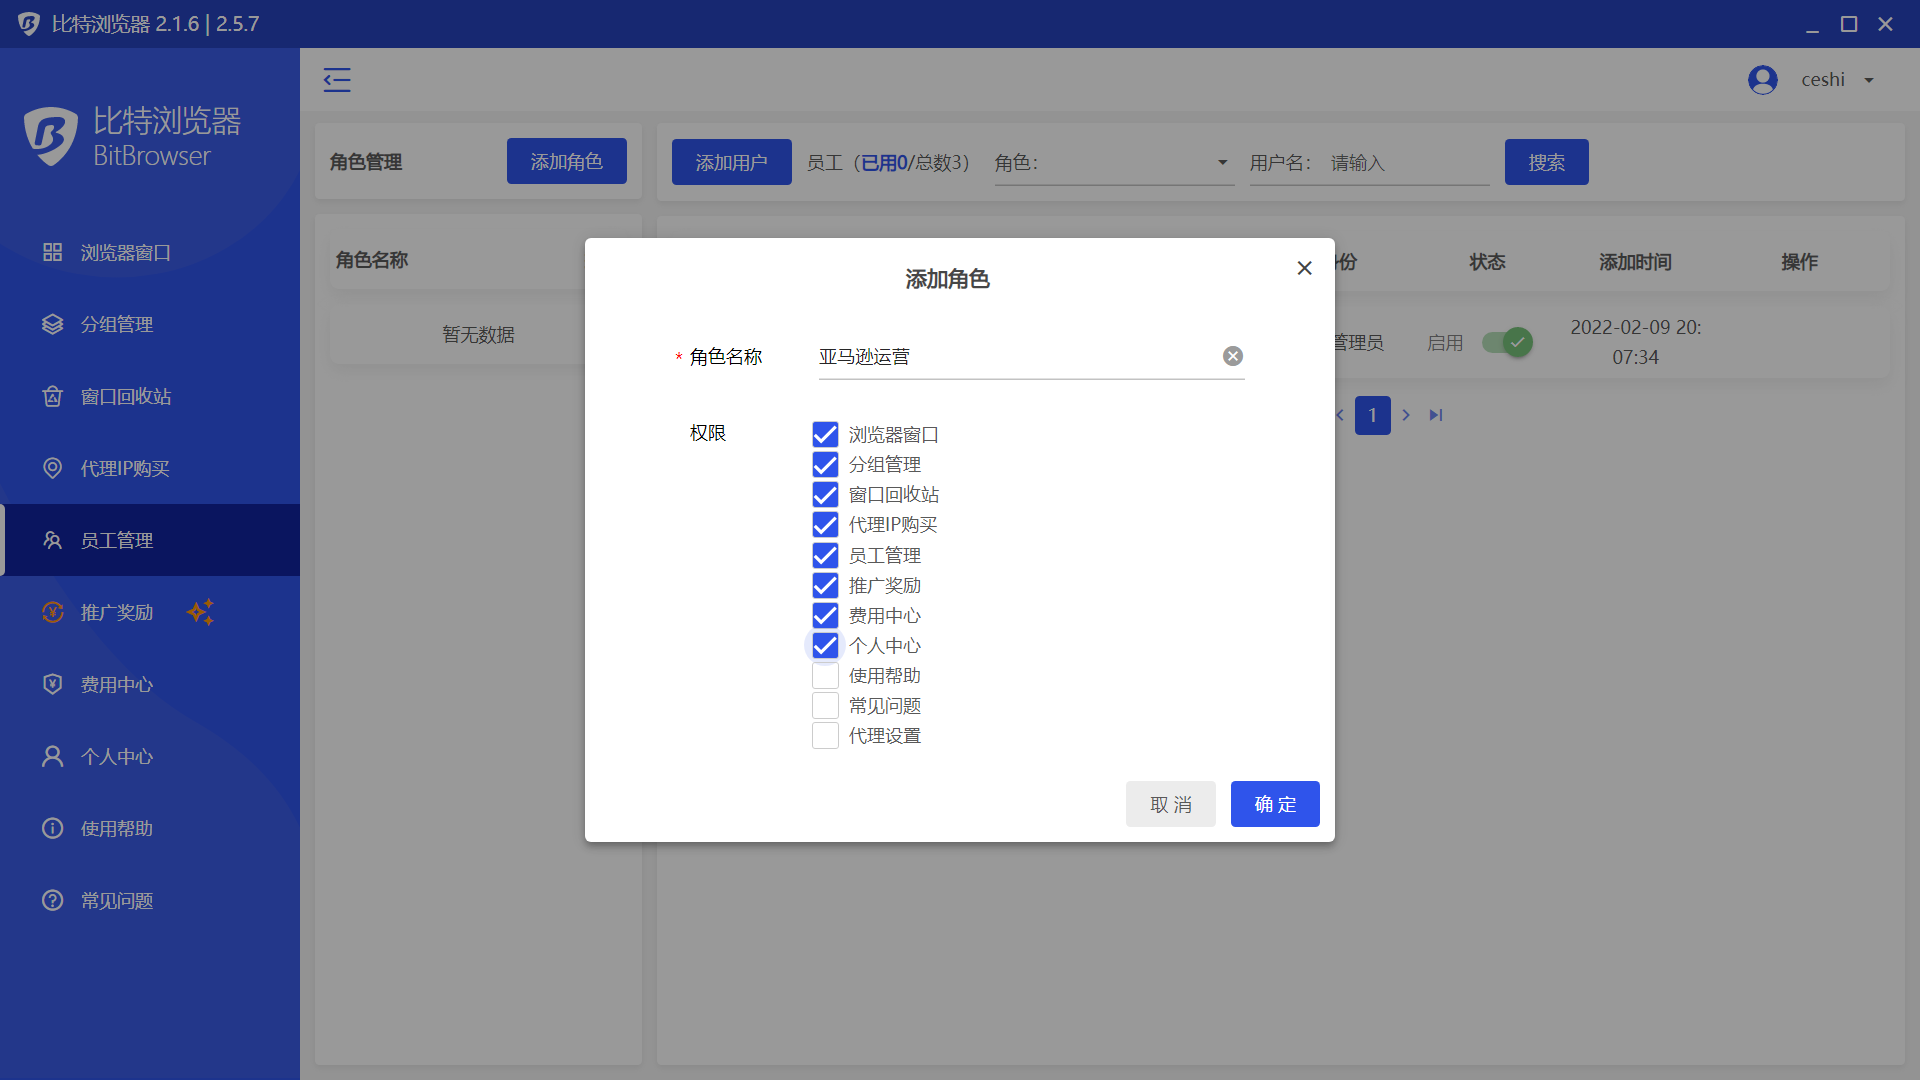 比特浏览器 2.1.6 | 2.5.7
比特浏览器
BitBrowser
浏览器窗口
分组管理
窗口回收站
代理IP购买
员工管理
推广奖励
费用中心
个人中心
使用帮助
常见问题
ceshi
角色管理
添加角色
添加用户
员工（已用0/总数3）
角色：
用户名：
请输入
搜索
角色名称
份
状态
添加时间
操作
暂无数据
管理员
启用
2022-02-09 20:
07:34
1
添加角色
* 角色名称
亚马逊运营
权限
浏览器窗口
分组管理
窗口回收站
代理IP购买
员工管理
推广奖励
费用中心
个人中心
使用帮助
常见问题
代理设置
取 消
确 定